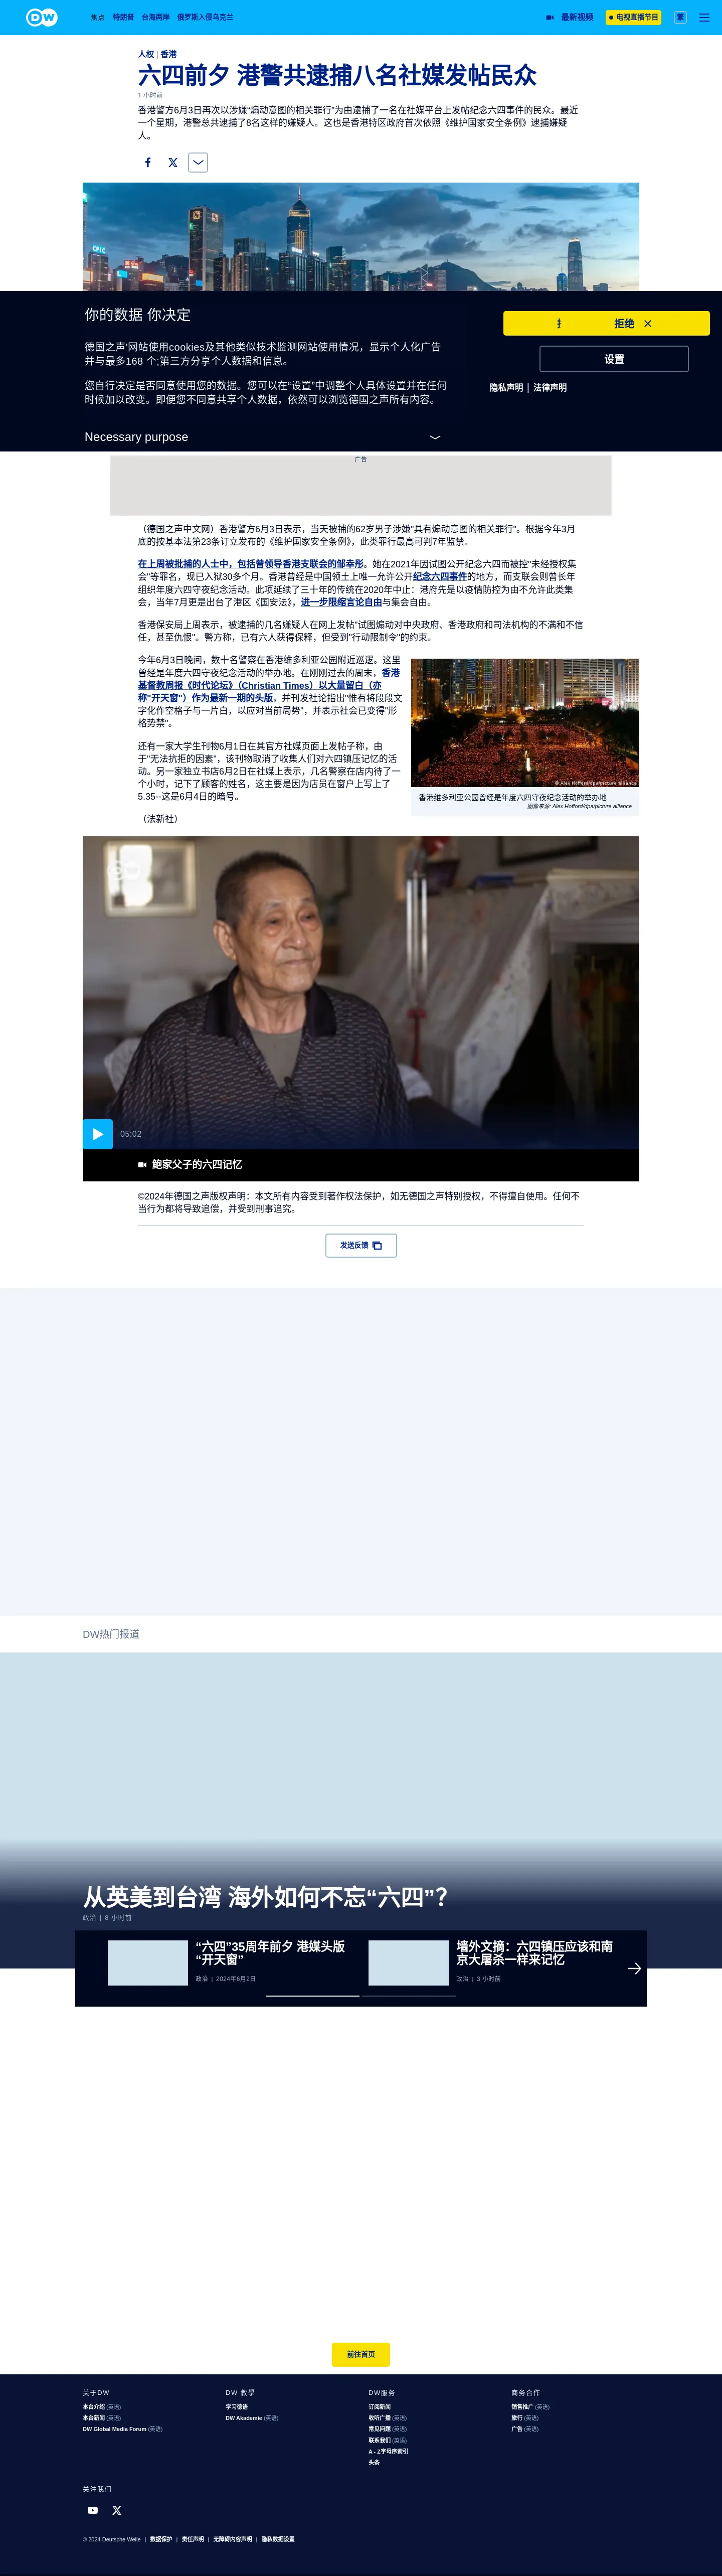 DW
焦点 特朗普 台海两岸 俄罗斯入侵乌克兰
最新视频
电视直播节目
繁
人权 | 香港
六四前夕 港警共逮捕八名社媒发帖民众
1 小时前
香港警方6月3日再次以涉嫌“煽动意图的相关罪行”为由逮捕了一名在社媒平台上发帖纪念六四事件的民众。最近
一个星期，港警总共逮捕了8名这样的嫌疑人。这也是香港特区政府首次依照《维护国家安全条例》逮捕嫌疑
人。
你的数据 你决定
德国之声'网站使用cookies及其他类似技术监测网站使用情况，显示个人化广告
并与最多168 个;第三方分享个人数据和信息。
您自行决定是否同意使用您的数据。您可以在“设置”中调整个人具体设置并在任何
时候加以改变。即便您不同意共享个人数据，依然可以浏览德国之声所有内容。
Necessary purpose
拒绝
设置
隐私声明 | 法律声明
广告
（德国之声中文网）香港警方6月3日表示，当天被捕的62岁男子涉嫌"具有煽动意图的相关罪行"。根据今年3月
底的按基本法第23条订立发布的《维护国家安全条例》，此类罪行最高可判7年监禁。
在上周被批捕的人士中，包括曾领导香港支联会的邹幸彤。她在2021年因试图公开纪念六四而被控"未经授权集
会"等罪名，现已入狱30多个月。香港曾经是中国领土上唯一允许公开纪念六四事件的地方，而支联会则曾长年
组织年度六四守夜纪念活动。此项延续了三十年的传统在2020年中止：港府先是以疫情防控为由不允许此类集
会，当年7月更是出台了港区《国安法》，进一步限缩言论自由与集会自由。
香港保安局上周表示，被逮捕的几名嫌疑人在网上发帖"试图煽动对中央政府、香港政府和司法机构的不满和不信
任，甚至仇恨"。警方称，已有六人获得保释，但受到"行动限制令"的约束。
今年6月3日晚间，数十名警察在香港维多利亚公园附近巡逻。这里
曾经是年度六四守夜纪念活动的举办地。在刚刚过去的周末，香港
基督教周报《时代论坛》（Christian Times）以大量留白（亦
称"开天窗"）作为最新一期的头版，并刊发社论指出"惟有将段段文
字化作空格子与一片白，以应对当前局势"，并表示社会已变得"形
格势禁"。
© Alex Hofford/dpa/picture alliance
香港维多利亚公园曾经是年度六四守夜纪念活动的举办地
图像来源: Alex Hofford/dpa/picture alliance
还有一家大学生刊物6月1日在其官方社媒页面上发帖子称，由
于"无法抗拒的因素"，该刊物取消了收集人们对六四镇压记忆的活
动。另一家独立书店6月2日在社媒上表示，几名警察在店内待了一
个小时，记下了顾客的姓名，这主要是因为店员在窗户上写上了
5.35--这是6月4日的暗号。
（法新社）
05:02
鲍家父子的六四记忆
©2024年德国之声版权声明：本文所有内容受到著作权法保护，如无德国之声特别授权，不得擅自使用。任何不
当行为都将导致追偿，并受到刑事追究。
发送反馈
DW热门报道
从英美到台湾 海外如何不忘“六四”？
政治 | 8 小时前
“六四”35周年前夕 港媒头版
“开天窗”
政治 | 2024年6月2日
墙外文摘：六四镇压应该和南
京大屠杀一样来记忆
政治 | 3 小时前
前往首页
关于DW
本台介绍 (英语)
本台新闻 (英语)
DW Global Media Forum (英语)
DW 教學
学习德语
DW Akademie (英语)
DW服务
订阅新闻
收听广播 (英语)
常见问题 (英语)
联系我们 (英语)
A - Z字母序索引
头条
商务合作
销售推广 (英语)
旅行 (英语)
广告 (英语)
关注我们
© 2024 Deutsche Welle | 数据保护 | 责任声明 | 无障碍内容声明 | 隐私数据设置